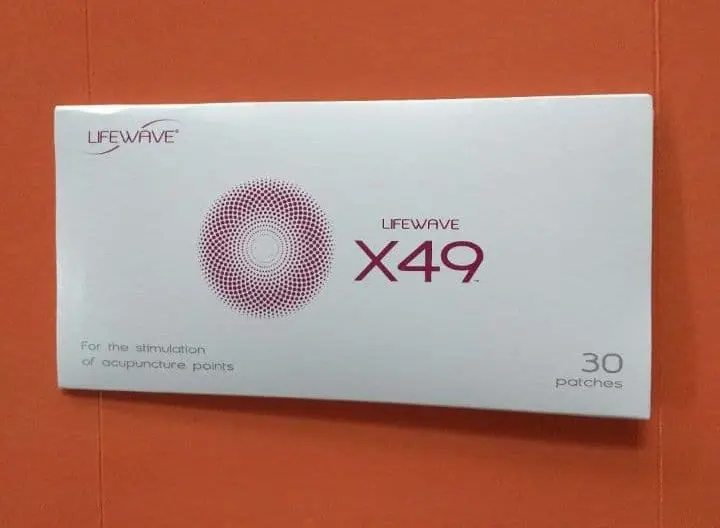 LIFEWAVE®
LIFEWAVE
X49™
For the stimulation
of acupuncture points
30
patches